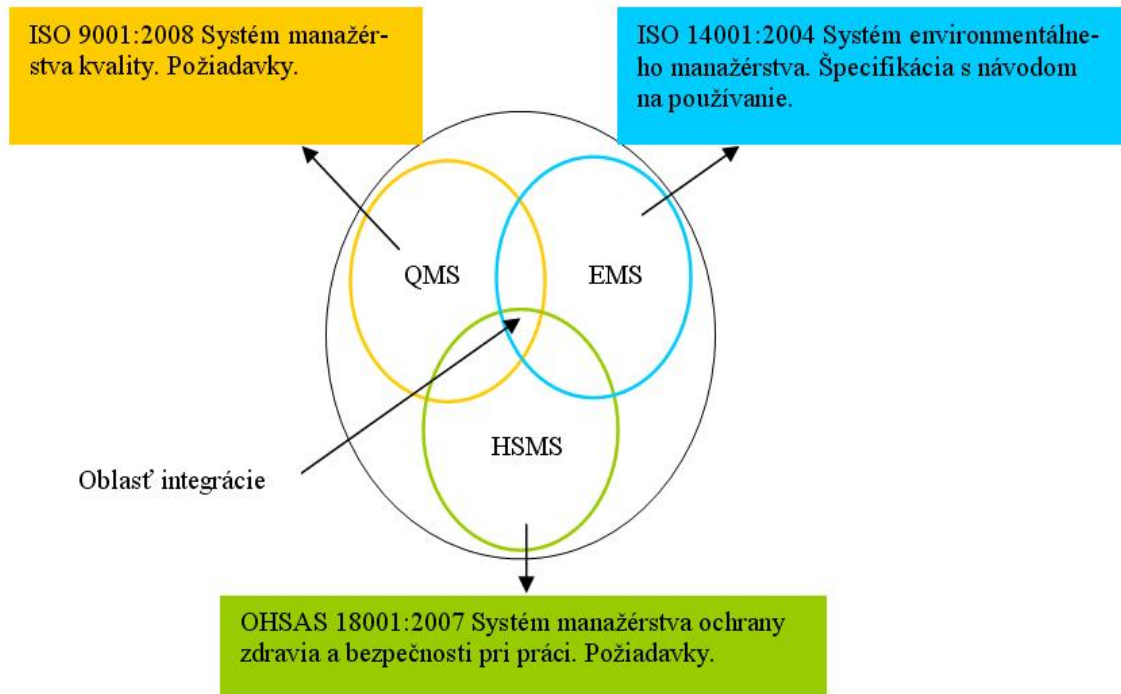 ISO 9001:2008 Systém manažér-
stva kvality. Požiadavky.
ISO 14001:2004 Systém environmentálne-
ho manažérstva. Špecifikácia s návodom
na používanie.
QMS
EMS
HSMS
Oblasť integrácie
OHSAS 18001:2007 Systém manažérstva ochrany
zdravia a bezpečnosti pri práci. Požiadavky.